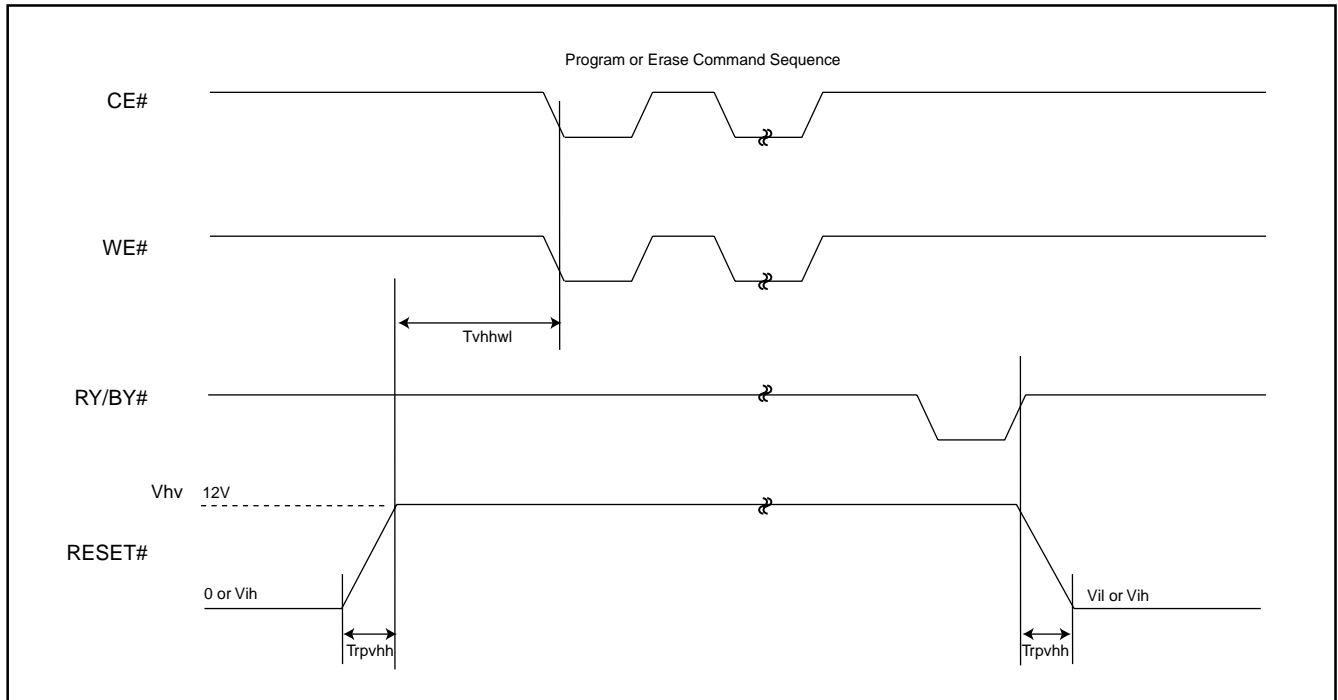 Program or Erase Command Sequence
CE#
WE#
Tvhhwl
RY/BY#
Vhv 12V
RESET#
0 or Vih
Vil or Vih
Trpvhh
Trpvhh